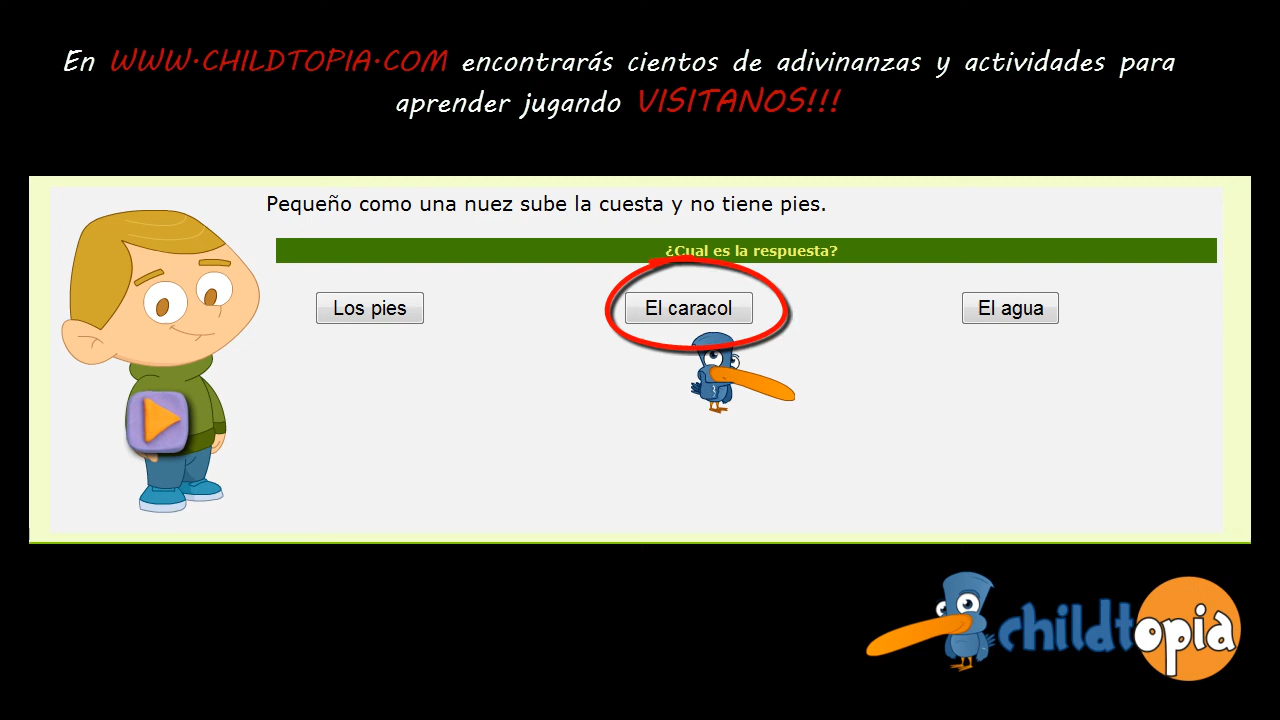 En WWW.CHILDTOPIA.COM encontrarás cientos de adivinanzas y actividades para
aprender jugando VISITANOS!!!
Pequeño como una nuez sube la cuesta y no tiene pies.
¿Cual es la respuesta?
Los pies
El caracol
El agua
childtopia